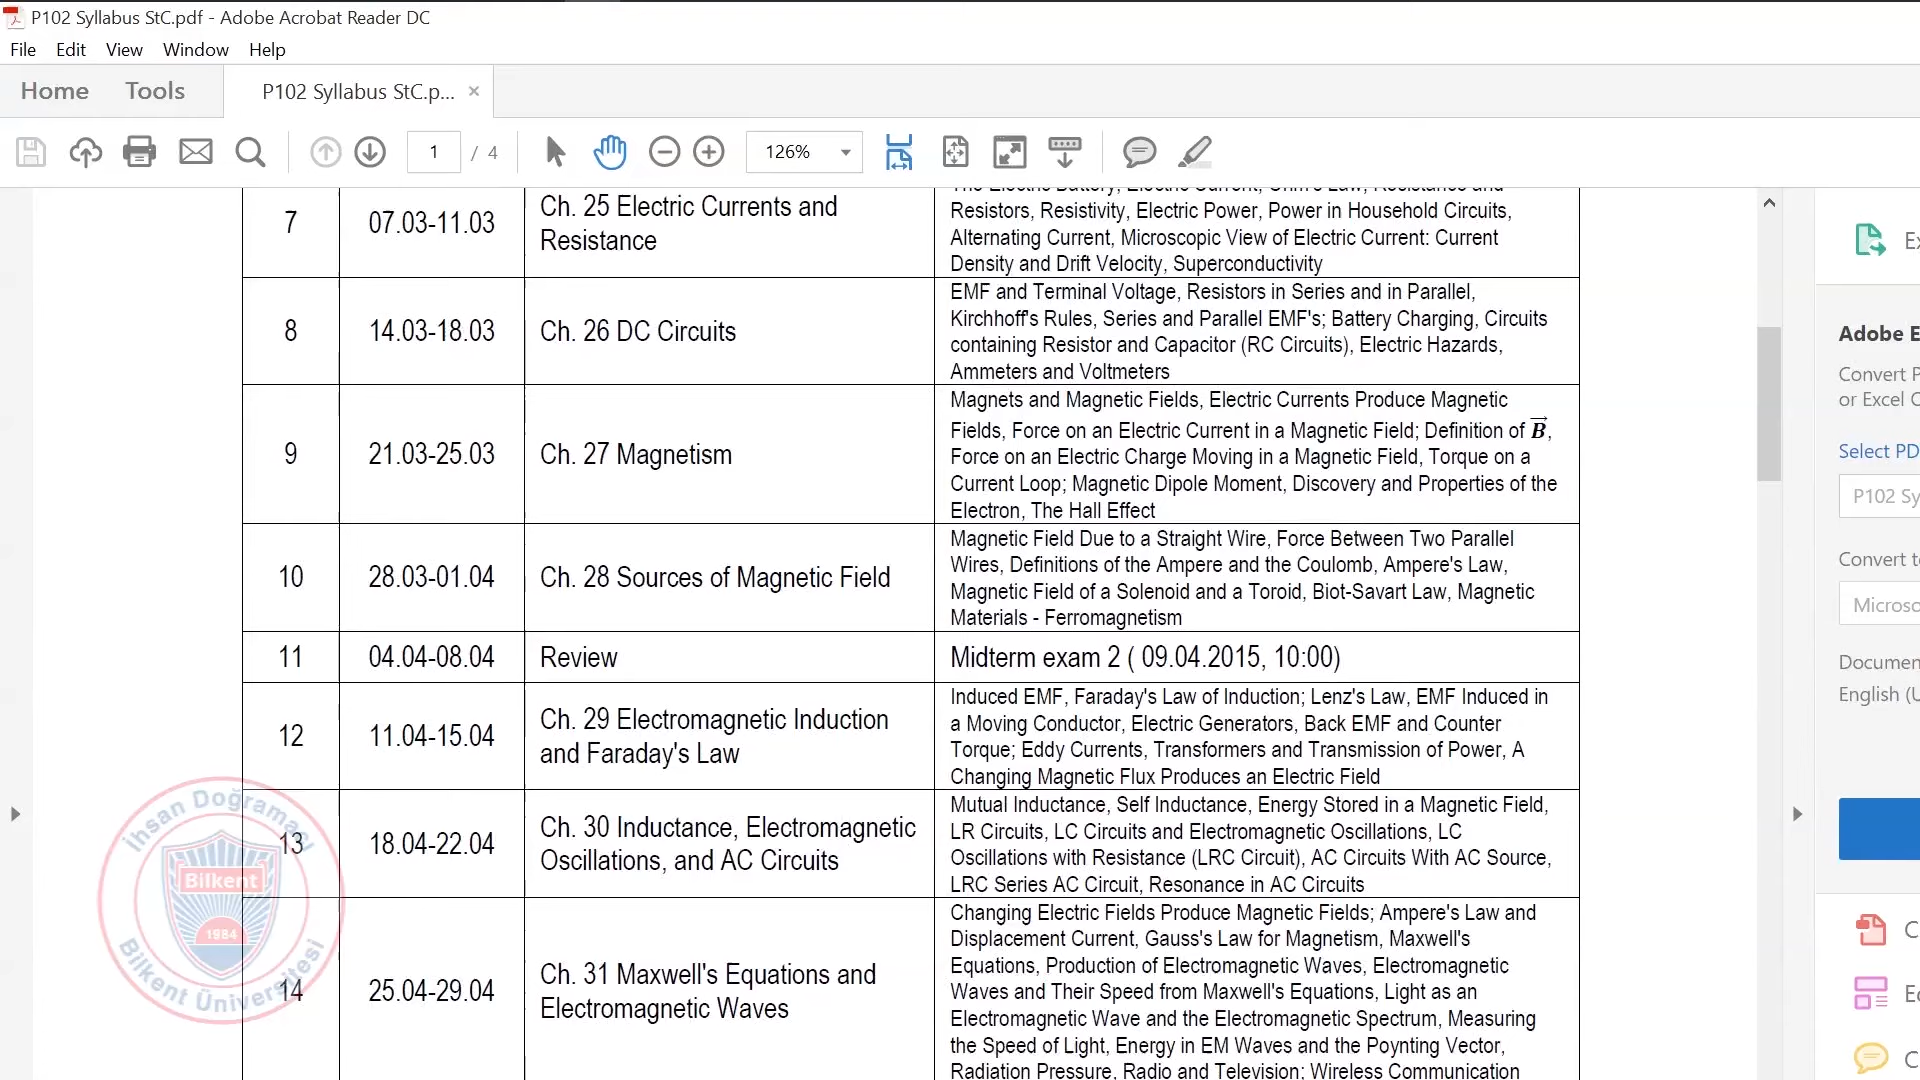 P102 Syllabus StC.pdf - Adobe Acrobat Reader DC
File Edit View Window Help
Home Tools P102 Syllabus StC.p... ×
1 / 4 126%
7 07.03-11.03 Ch. 25 Electric Currents and
Resistance
The Electric Battery, Electric Current, Ohm's Law, Resistance and
Resistors, Resistivity, Electric Power, Power in Household Circuits,
Alternating Current, Microscopic View of Electric Current: Current
Density and Drift Velocity, Superconductivity
8 14.03-18.03 Ch. 26 DC Circuits
EMF and Terminal Voltage, Resistors in Series and in Parallel,
Kirchhoff's Rules, Series and Parallel EMF's; Battery Charging, Circuits
containing Resistor and Capacitor (RC Circuits), Electric Hazards,
Ammeters and Voltmeters
9 21.03-25.03 Ch. 27 Magnetism
Magnets and Magnetic Fields, Electric Currents Produce Magnetic
Fields, Force on an Electric Current in a Magnetic Field; Definition of B,
Force on an Electric Charge Moving in a Magnetic Field, Torque on a
Current Loop; Magnetic Dipole Moment, Discovery and Properties of the
Electron, The Hall Effect
10 28.03-01.04 Ch. 28 Sources of Magnetic Field
Magnetic Field Due to a Straight Wire, Force Between Two Parallel
Wires, Definitions of the Ampere and the Coulomb, Ampere's Law,
Magnetic Field of a Solenoid and a Toroid, Biot-Savart Law, Magnetic
Materials - Ferromagnetism
11 04.04-08.04 Review Midterm exam 2 ( 09.04.2015, 10:00)
12 11.04-15.04 Ch. 29 Electromagnetic Induction
and Faraday's Law
Induced EMF, Faraday's Law of Induction; Lenz's Law, EMF Induced in
a Moving Conductor, Electric Generators, Back EMF and Counter
Torque; Eddy Currents, Transformers and Transmission of Power, A
Changing Magnetic Flux Produces an Electric Field
13 18.04-22.04 Ch. 30 Inductance, Electromagnetic
Oscillations, and AC Circuits
Mutual Inductance, Self Inductance, Energy Stored in a Magnetic Field,
LR Circuits, LC Circuits and Electromagnetic Oscillations, LC
Oscillations with Resistance (LRC Circuit), AC Circuits With AC Source,
LRC Series AC Circuit, Resonance in AC Circuits
14 25.04-29.04 Ch. 31 Maxwell's Equations and
Electromagnetic Waves
Changing Electric Fields Produce Magnetic Fields; Ampere's Law and
Displacement Current, Gauss's Law for Magnetism, Maxwell's
Equations, Production of Electromagnetic Waves, Electromagnetic
Waves and Their Speed from Maxwell's Equations, Light as an
Electromagnetic Wave and the Electromagnetic Spectrum, Measuring
the Speed of Light, Energy in EM Waves and the Poynting Vector,
Radiation Pressure, Radio and Television; Wireless Communication
İhsan Doğramacı
Bilkent
1984
Bilkent Üniversitesi
Ex
Adobe E
Convert P
or Excel O
Select PD
P102 Sy
Convert to
Microso
Documen
English (U
C
Ec
C